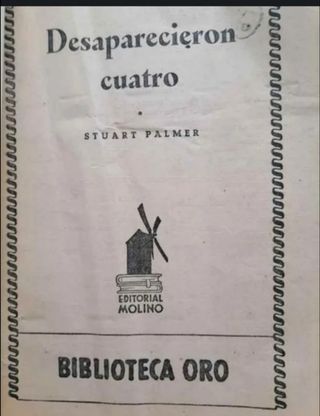 Desaparecieron
cuatro
STUART PALMER
EDITORIAL
MOLINO
BIBLIOTECA ORO